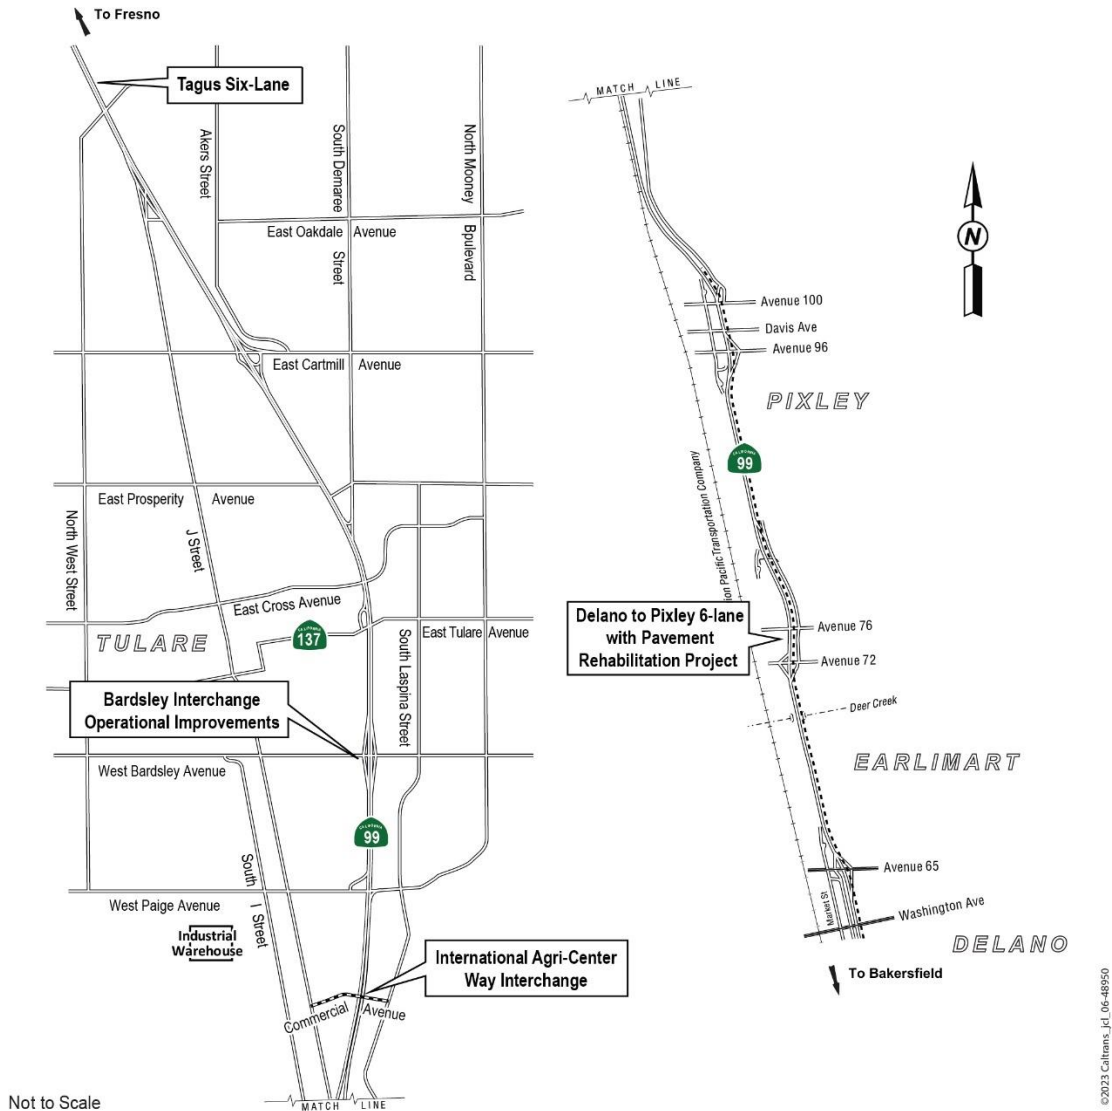 To Fresno
Tagus Six-Lane
Akers Street
South Demaree
Street
North Mooney
Bpulevard
East Oakdale Avenue
East Cartmill Avenue
East Prosperity Avenue
North West Street
J Street
East Cross Avenue
TULARE
CALIFORNIA
137
East Tulare Avenue
South Laspina Street
Bardsley Interchange
Operational Improvements
West Bardsley Avenue
CALIFORNIA
99
South I Street
West Paige Avenue
Industrial
Warehouse
International Agri-Center
Way Interchange
Commercial Avenue
MATCH LINE
Not to Scale
MATCH LINE
N
Avenue 100
Davis Ave
Avenue 96
PIXLEY
CALIFORNIA
99
ion Pacific Transportation Company
Delano to Pixley 6-lane
with Pavement
Rehabilitation Project
Avenue 76
Avenue 72
Deer Creek
EARLIMART
Avenue 65
Market St
Washington Ave
DELANO
To Bakersfield
©2023 Caltrans_jcl_06-48950